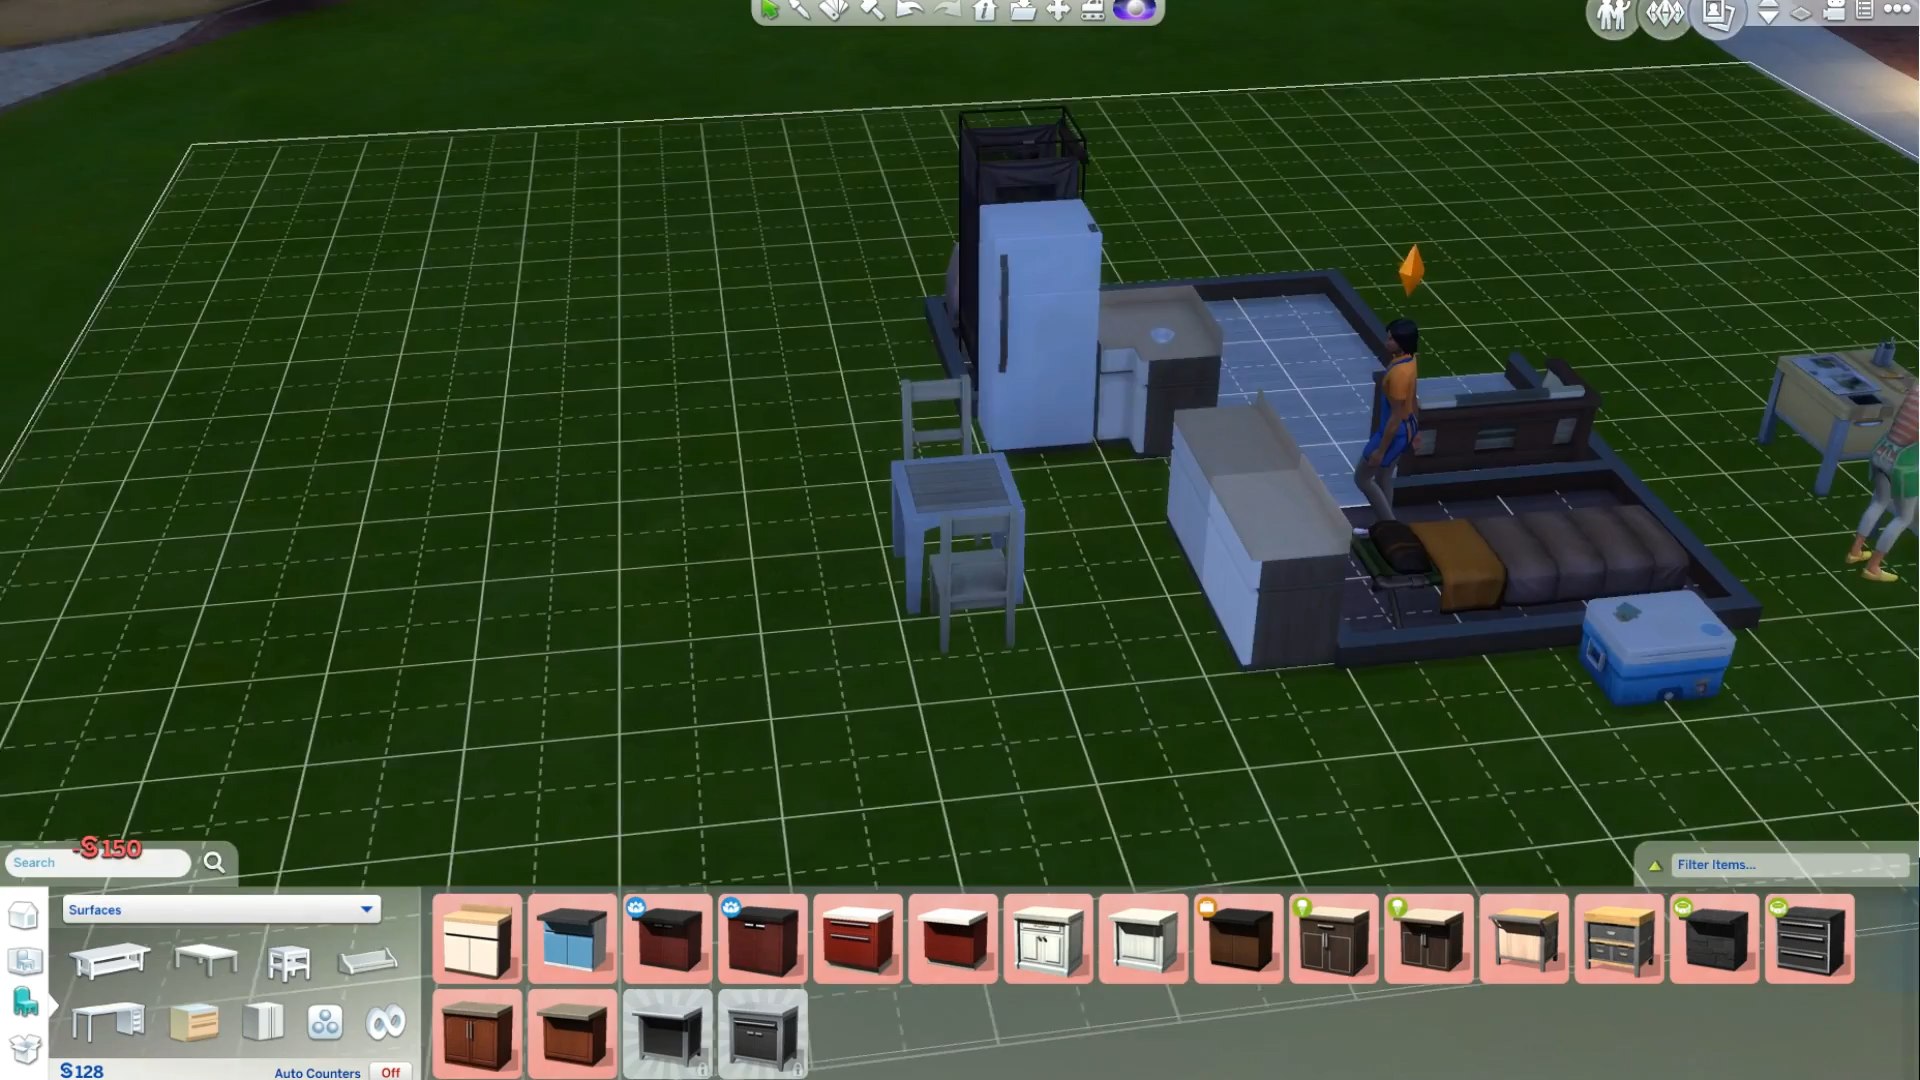 -§150
Search
Filter Items...
Surfaces
§128
Auto Counters Off